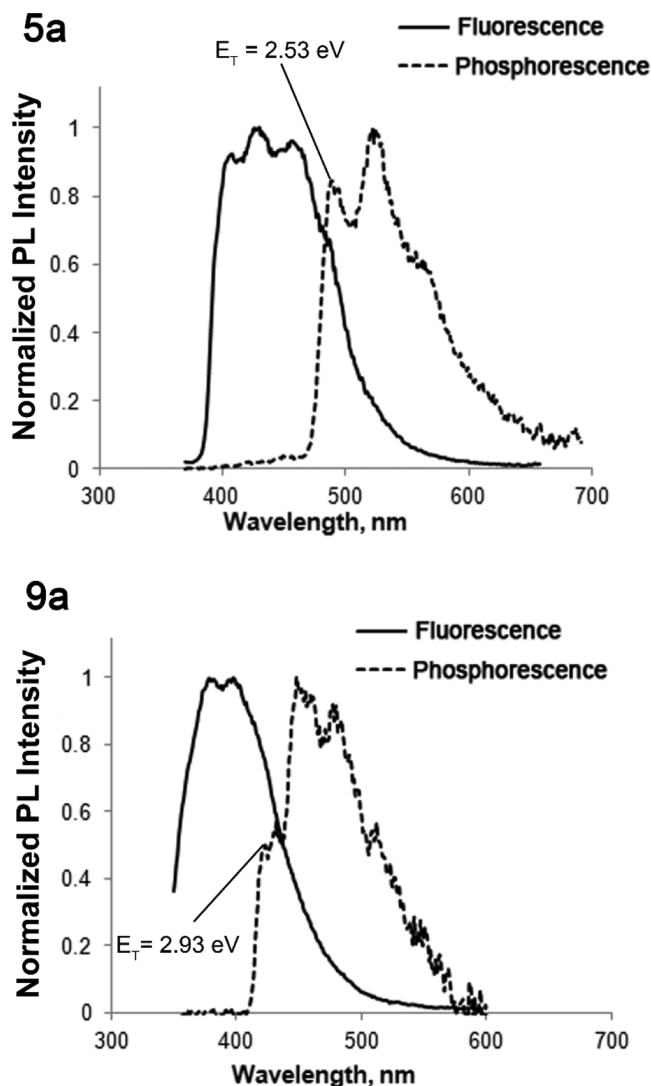 5a
Fluorescence
Phosphorescence
E_T = 2.53 eV
Normalized PL Intensity
1
0.8
0.6
0.4
0.2
0
300
400
500
600
700
Wavelength, nm
9a
Fluorescence
Phosphorescence
Normalized PL Intensity
1
0.8
0.6
0.4
0.2
0
E_T = 2.93 eV
300
400
500
600
700
Wavelength, nm